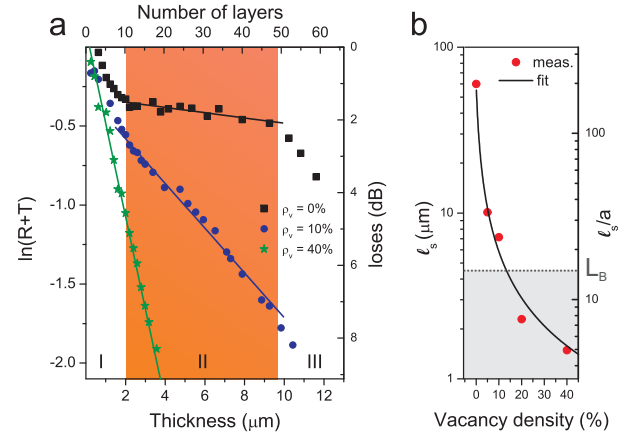 a
Number of layers
0 10 20 30 40 50 60
ln(R+T)
-0.5
-1.0
-1.5
-2.0
0
2
4
6
8
loses (dB)
ρv = 0%
ρv = 10%
ρv = 40%
I II III
0 2 4 6 8 10 12 14
Thickness (μm)
b
meas.
fit
ℓs (μm)
100
10
1
ℓs/a
100
10
LB
0 10 20 30 40
Vacancy density (%)